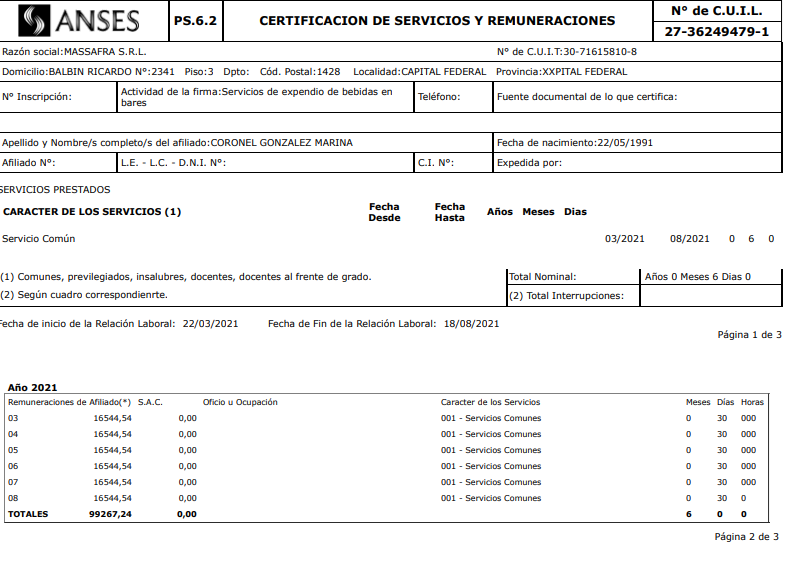 ANSES PS.6.2 CERTIFICACION DE SERVICIOS Y REMUNERACIONES N° de C.U.I.L.
27-36249479-1
Razón social:MASSAFRA S.R.L. N° de C.U.I.T:30-71615810-8
Domicilio:BALBIN RICARDO N°:2341 Piso:3 Dpto: Cód. Postal:1428 Localidad:CAPITAL FEDERAL Provincia:XXPITAL FEDERAL
N° Inscripción: Actividad de la firma:Servicios de expendio de bebidas en bares Teléfono: Fuente documental de lo que certifica:
Apellido y Nombre/s completo/s del afiliado:CORONEL GONZALEZ MARINA Fecha de nacimiento:22/05/1991
Afiliado N°: L.E. - L.C. - D.N.I. N°: C.I. N°: Expedida por:
SERVICIOS PRESTADOS
CARACTER DE LOS SERVICIOS (1) Fecha Desde Fecha Hasta Años Meses Dias
Servicio Común 03/2021 08/2021 0 6 0
(1) Comunes, previlegiados, insalubres, docentes, docentes al frente de grado. Total Nominal: Años 0 Meses 6 Dias 0
(2) Según cuadro correspondienrte. (2) Total Interrupciones:
Fecha de inicio de la Relación Laboral: 22/03/2021 Fecha de Fin de la Relación Laboral: 18/08/2021
Página 1 de 3
Año 2021
Remuneraciones de Afiliado(*) S.A.C. Oficio u Ocupación Caracter de los Servicios Meses Días Horas
03 16544,54 0,00 001 - Servicios Comunes 0 30 000
04 16544,54 0,00 001 - Servicios Comunes 0 30 000
05 16544,54 0,00 001 - Servicios Comunes 0 30 000
06 16544,54 0,00 001 - Servicios Comunes 0 30 000
07 16544,54 0,00 001 - Servicios Comunes 0 30 000
08 16544,54 0,00 001 - Servicios Comunes 0 30 0
TOTALES 99267,24 0,00 6 0 0
Página 2 de 3